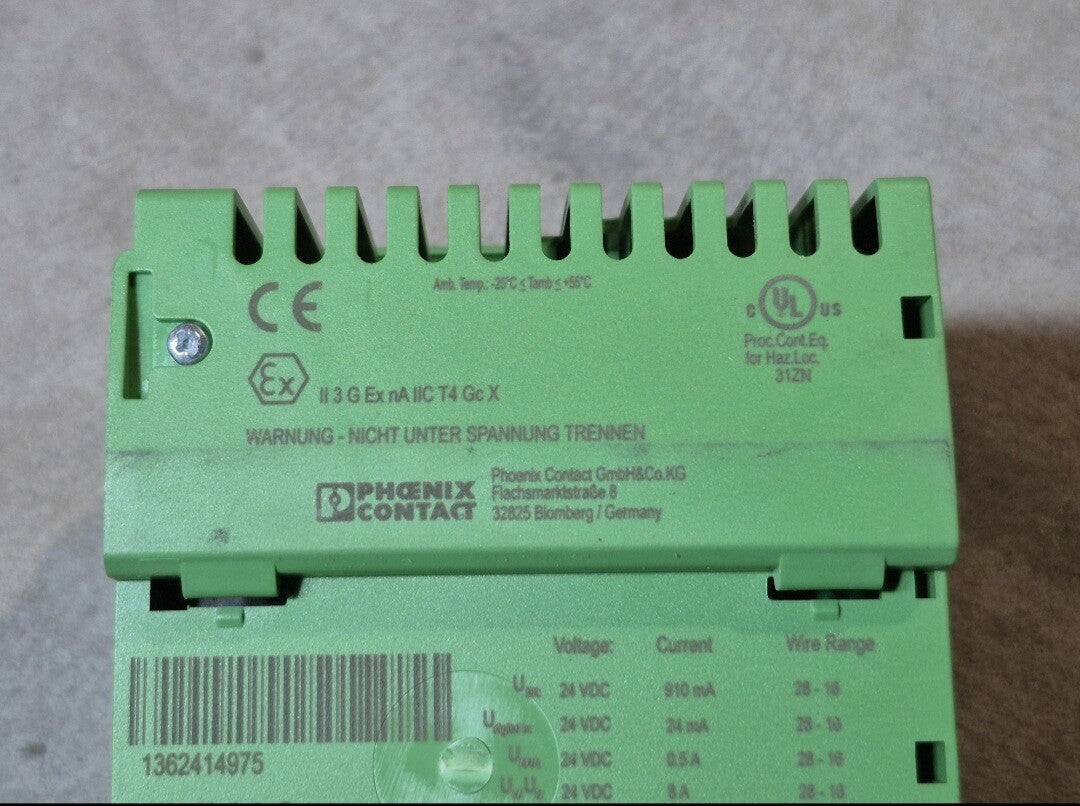 Amb. Temp.: -25°C ≤ Tamb ≤ +55°C
CE
C UL US
Proc.Cont.Eq.
for Haz.Loc.
31ZN
Ex II 3 G Ex nA IIC T4 Gc X
WARNUNG - NICHT UNTER SPANNUNG TRENNEN
PHŒNIX
CONTACT
Phoenix Contact GmbH&Co.KG
Flachsmarktstraße 8
32825 Blomberg / Germany
Voltage: Current Wire Range
24 VDC 910 mA 28 - 16
24 VDC 24 mA 28 - 16
24 VDC 0.5 A 28 - 16
24 VDC 8 A 28 - 16
1362414975